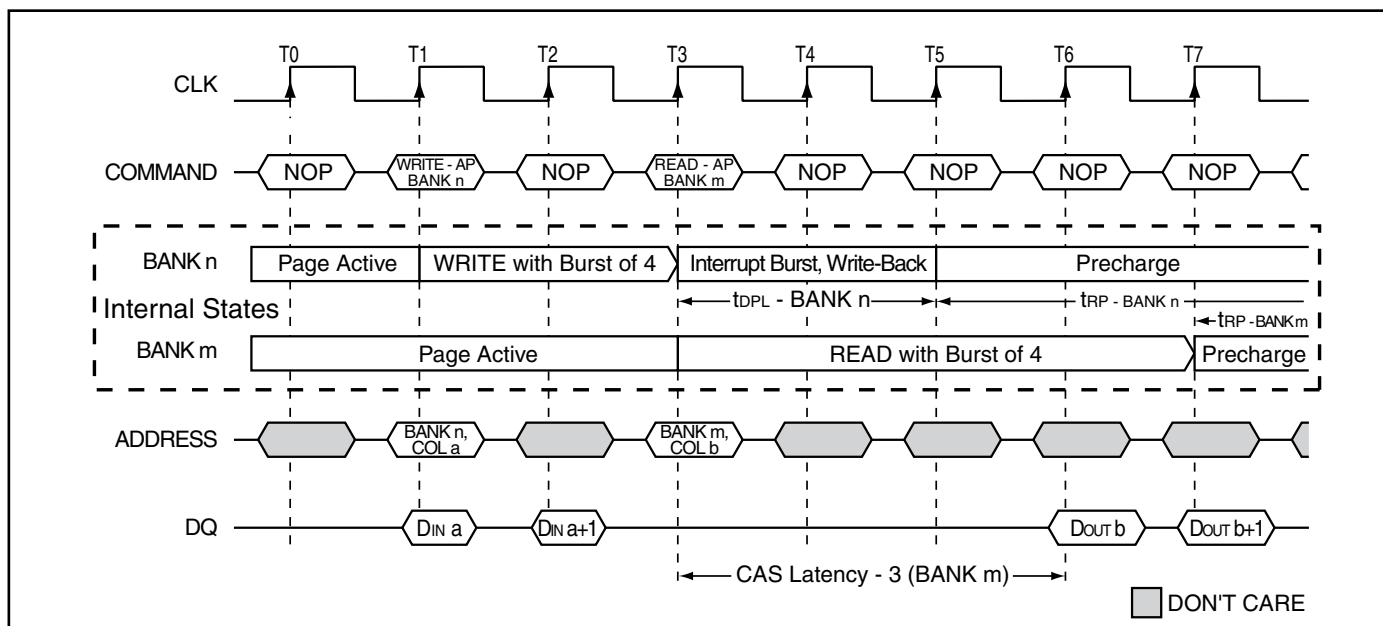 T0 T1 T2 T3 T4 T5 T6 T7
CLK
COMMAND NOP WRITE - AP BANK n NOP READ - AP BANK m NOP NOP NOP NOP
BANK n Page Active WRITE with Burst of 4 Interrupt Burst, Write-Back Precharge
tDPL - BANK n tRP - BANK n
Internal States
tRP - BANK m
BANK m Page Active READ with Burst of 4 Precharge
ADDRESS BANK n, COL a BANK m, COL b
DQ DIN a DIN a+1 DOUT b DOUT b+1
CAS Latency - 3 (BANK m)
DON'T CARE